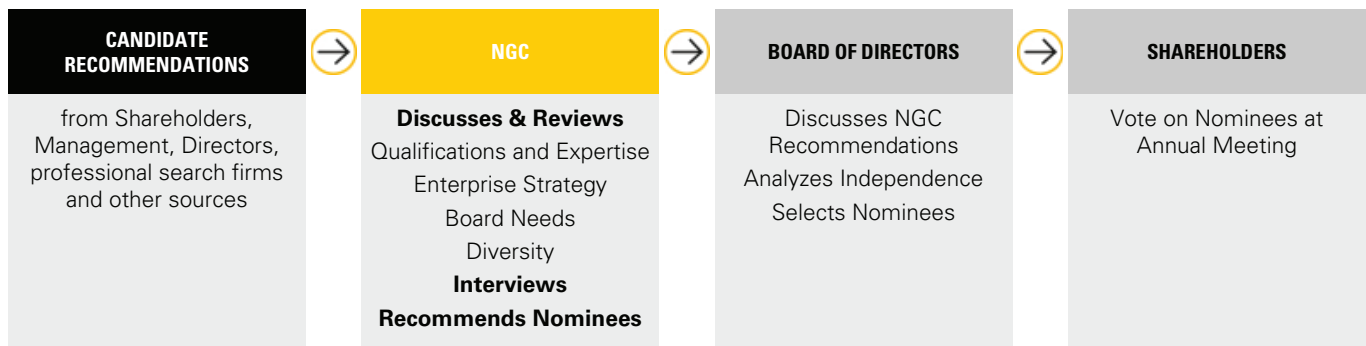 CANDIDATE
RECOMMENDATIONS
from Shareholders,
Management, Directors,
professional search firms
and other sources
NGC
Discusses & Reviews
Qualifications and Expertise
Enterprise Strategy
Board Needs
Diversity
Interviews
Recommends Nominees
BOARD OF DIRECTORS
Discusses NGC
Recommendations
Analyzes Independence
Selects Nominees
SHAREHOLDERS
Vote on Nominees at
Annual Meeting